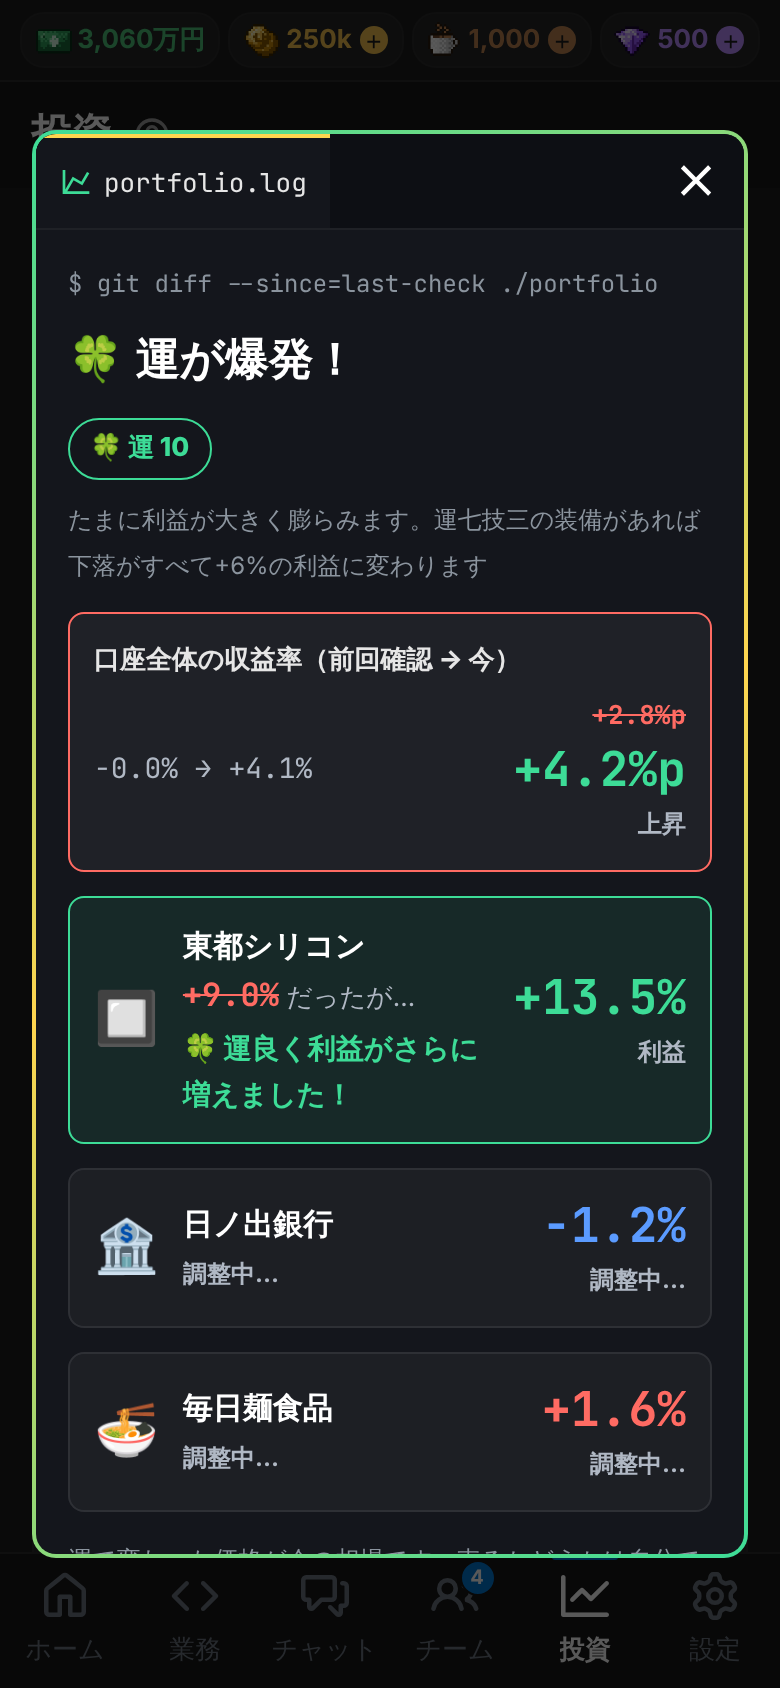 3,060万円 250k + 1,000 + 500 +
投資
portfolio.log
$ git diff --since=last-check ./portfolio
運が爆発！
運 10
たまに利益が大きく膨らみます。運七技三の装備があれば
下落がすべて+6%の利益に変わります
口座全体の収益率（前回確認 → 今）
+2.8%p
-0.0% → +4.1%
+4.2%p
上昇
東都シリコン
+9.0% だったが...
運良く利益がさらに
増えました！
+13.5%
利益
日ノ出銀行
調整中...
-1.2%
調整中...
毎日麺食品
調整中...
+1.6%
調整中...
4
ホーム 業務 チャット チーム 投資 設定